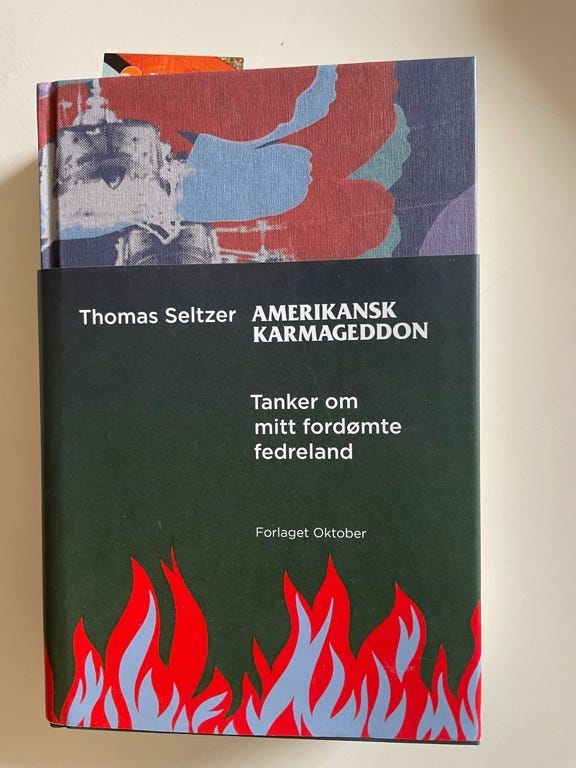 Thomas Seltzer AMERIKANSK
KARMAGEDDON
Tanker om
mitt fordømte
fedreland
Forlaget Oktober